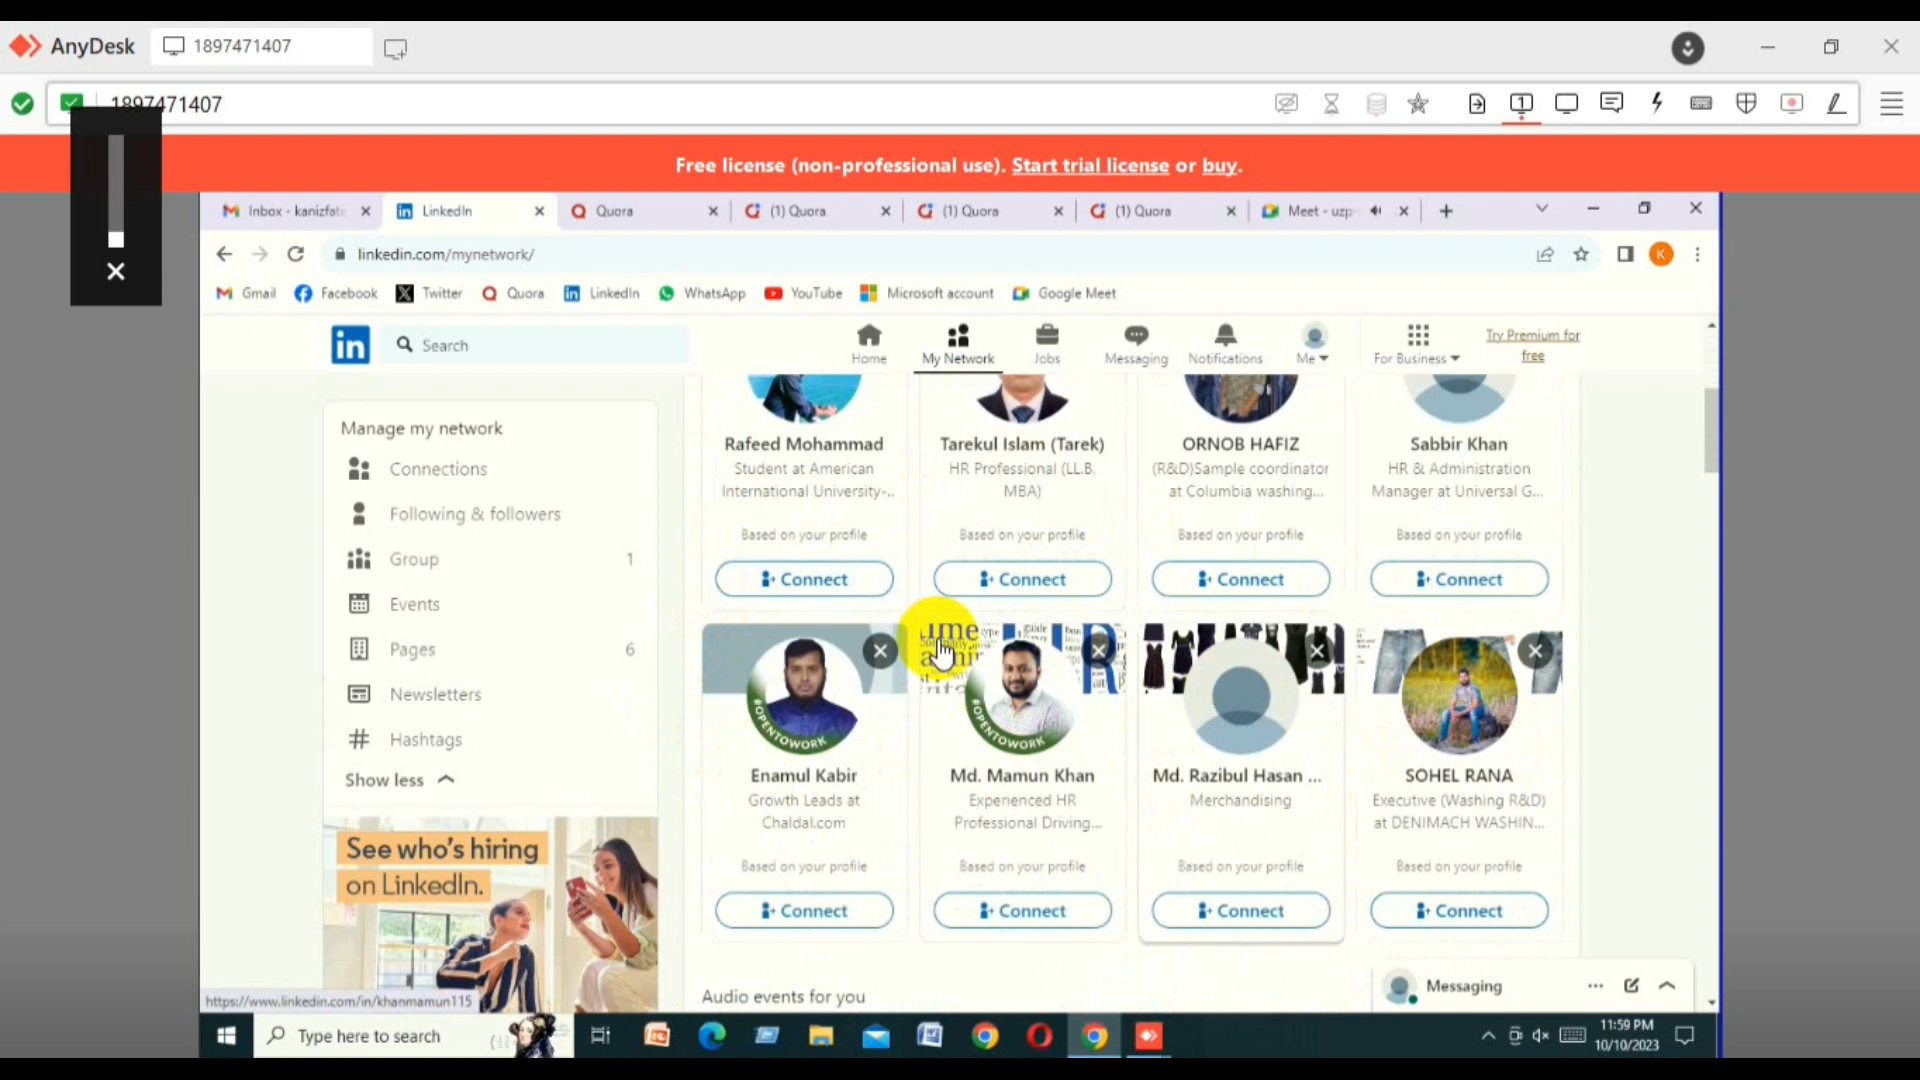 AnyDesk
1897471407
1897471407
Free license (non-professional use). Start trial license or buy.
Inbox - kanizfat
LinkedIn
Quora
(1) Quora
(1) Quora
(1) Quora
Meet - uzp
linkedin.com/mynetwork/
K
Gmail
Facebook
Twitter
Quora
LinkedIn
WhatsApp
YouTube
Microsoft account
Google Meet
in
Search
Home
My Network
Jobs
Messaging
Notifications
Me
For Business
Try Premium for
free
Manage my network
Connections
Following & followers
Group 1
Events
Pages 6
Newsletters
Hashtags
Show less
See who's hiring
on LinkedIn.
https://www.linkedin.com/in/khanmamun115
Rafeed Mohammad
Student at American
International University-...
Based on your profile
Connect
Tarekul Islam (Tarek)
HR Professional (LL.B,
MBA)
Based on your profile
Connect
ORNOB HAFIZ
(R&D)Sample coordinator
at Columbia washing...
Based on your profile
Connect
Sabbir Khan
HR & Administration
Manager at Universal G...
Based on your profile
Connect
#OPENTOWORK
Enamul Kabir
Growth Leads at
Chaldal.com
Based on your profile
Connect
#OPENTOWORK
Md. Mamun Khan
Experienced HR
Professional Driving...
Based on your profile
Connect
Md. Razibul Hasan ...
Merchandising
Based on your profile
Connect
SOHEL RANA
Executive (Washing R&D)
at DENIMACH WASHIN...
Based on your profile
Connect
Audio events for you
Messaging
Type here to search
11:59 PM
10/10/2023